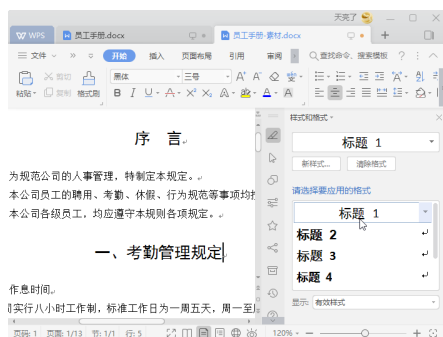 天亮了
WPS 员工手册.docx 员工手册-素材.docx
文件 开始 插入 页面布局 引用 审阅 查找命令、搜索模板
粘贴 剪切 复制 格式刷 黑体 三号
B I U A X² X₂ A A A
样式和格式
标题 1
新样式... 清除格式
请选择要应用的格式
标题 1
标题 2
标题 3
标题 4
显示: 有效样式
序 言
为规范公司的人事管理，特制定本规定。
本公司员工的聘用、考勤、休假、行为规范等事项均
本公司各级员工，均应遵守本规则各项规定。
一、考勤管理规定
作息时间。
司实行八小时工作制，标准工作日为一周五天，周一至
页码: 1 页面: 1/13 节: 1/1 行: 5 120%